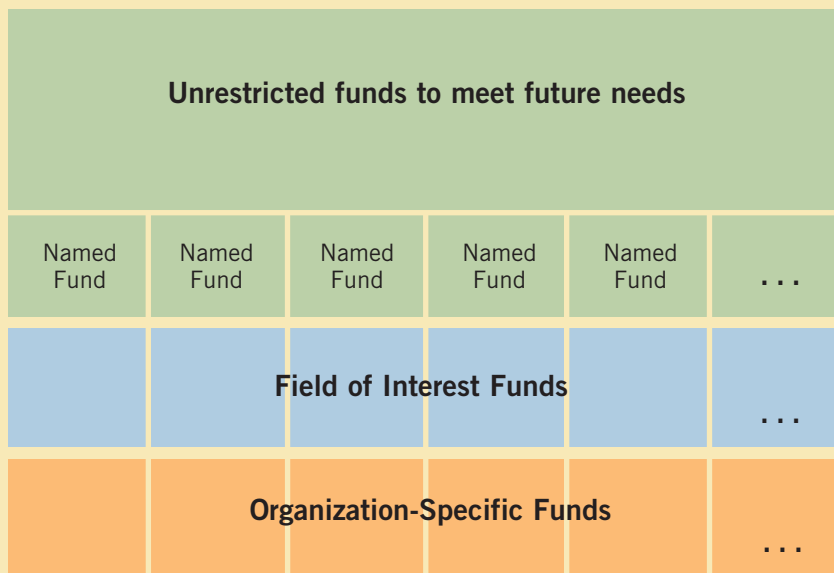 Unrestricted funds to meet future needs
Named Named Named Named Named
Fund Fund Fund Fund Fund ...
Field of Interest Funds
...
Organization-Specific Funds
...